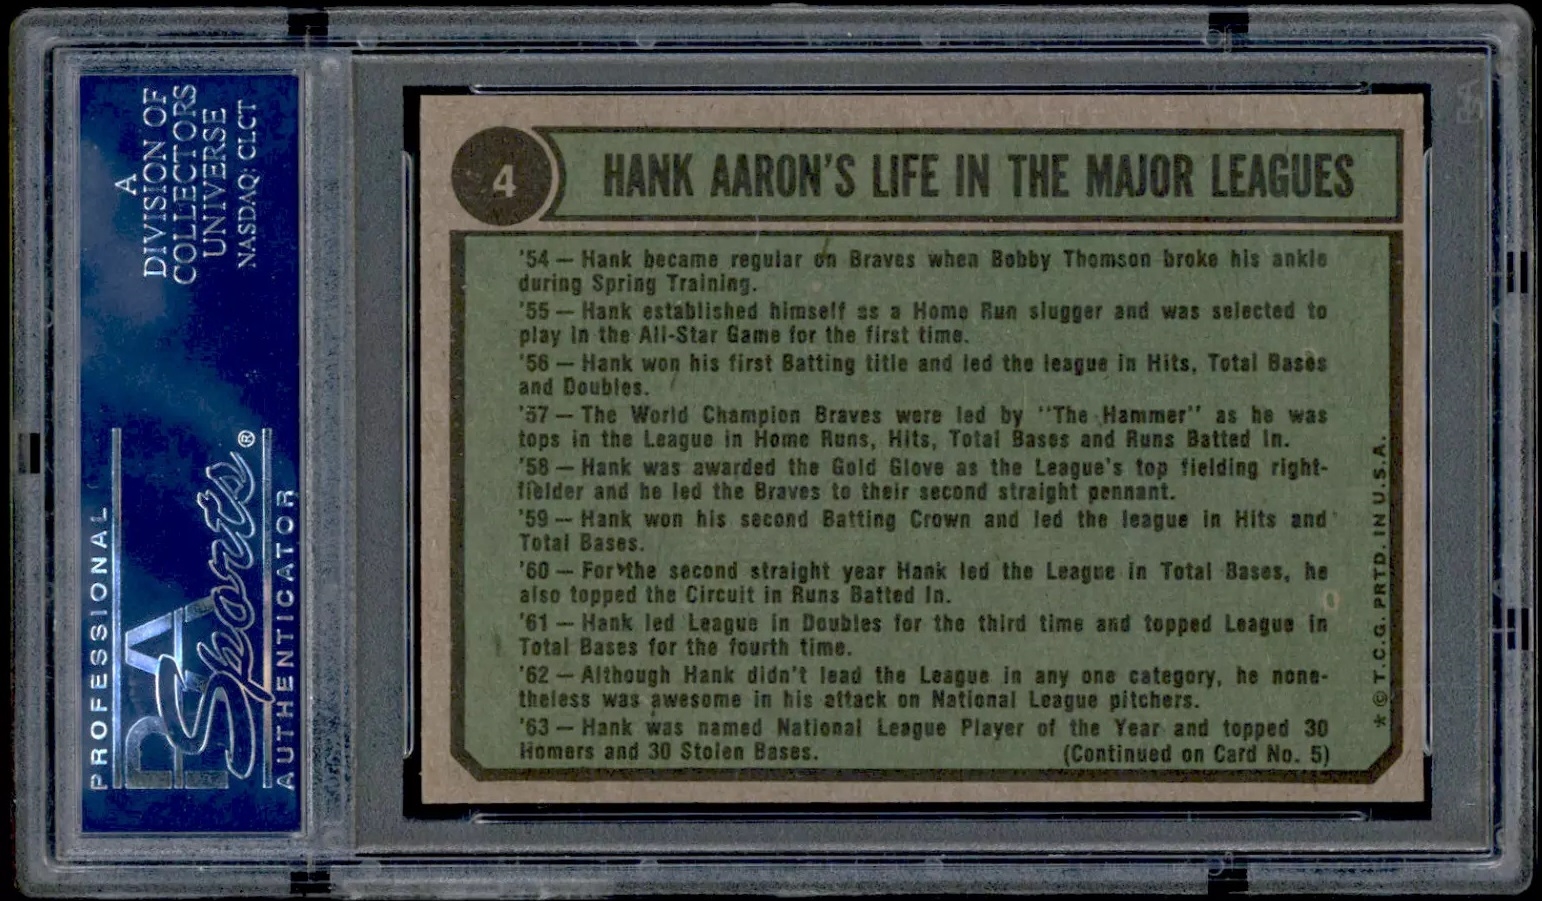 A
DIVISION OF
COLLECTORS
UNIVERSE
NASDAQ: CLCT
PROFESSIONAL
PSA
Sports®
AUTHENTICATOR
4
HANK AARON'S LIFE IN THE MAJOR LEAGUES
'54 — Hank became regular on Braves when Bobby Thomson broke his ankle
during Spring Training.
'55 — Hank established himself as a Home Run slugger and was selected to
play in the All-Star Game for the first time.
'56 — Hank won his first Batting title and led the league in Hits, Total Bases
and Doubles.
'57 — The World Champion Braves were led by "The Hammer" as he was
tops in the League in Home Runs, Hits, Total Bases and Runs Batted In.
'58 — Hank was awarded the Gold Glove as the League's top fielding right-
fielder and he led the Braves to their second straight pennant.
'59 — Hank won his second Batting Crown and led the league in Hits and
Total Bases.
'60 — For the second straight year Hank led the League in Total Bases, he
also topped the Circuit in Runs Batted In.
'61 — Hank led League in Doubles for the third time and topped League in
Total Bases for the fourth time.
'62 — Although Hank didn't lead the League in any one category, he none-
theless was awesome in his attack on National League pitchers.
'63 — Hank was named National League Player of the Year and topped 30
Homers and 30 Stolen Bases. (Continued on Card No. 5)
* © T.C.G. PRTD. IN U.S.A.
PSA